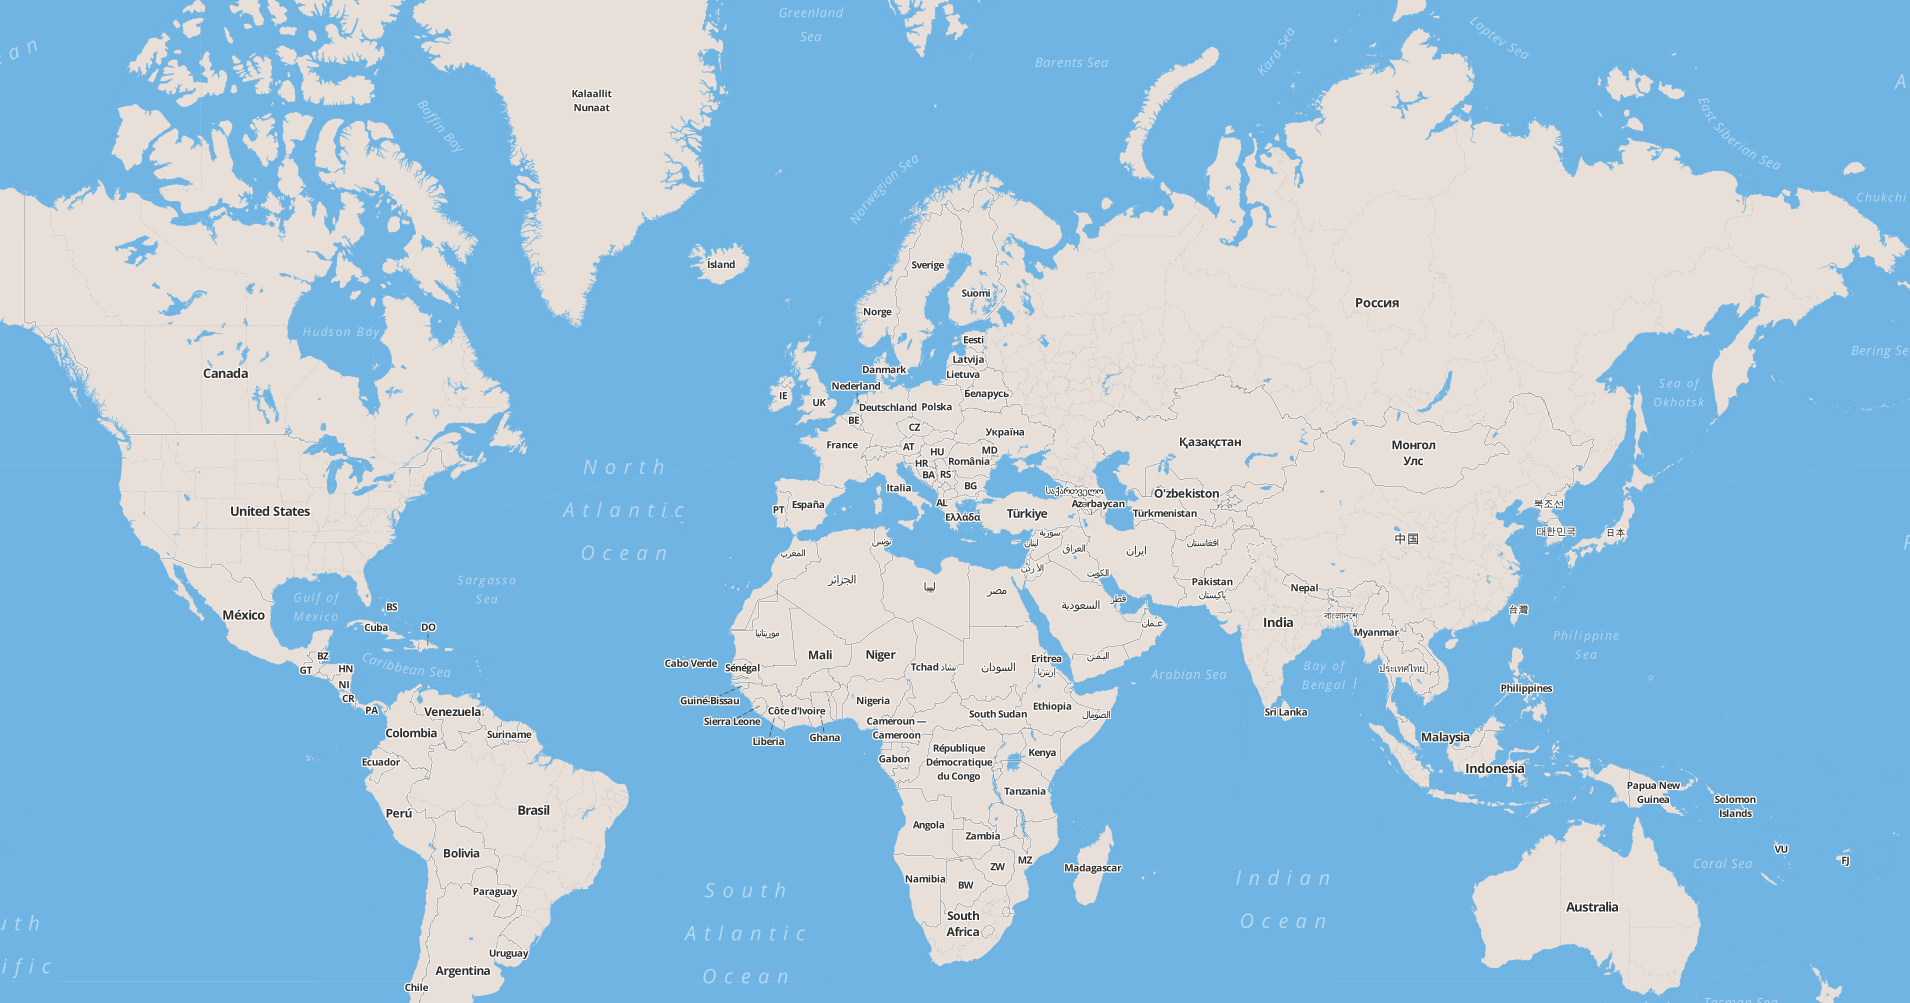 Greenland
Sea
Laptev Sea
ean
Kara Sea
Barents Sea
Kalaallit
Nunaat
Baffin Bay
East Siberian Sea
A
Norwegian Sea
Chukchi
Ísland
Sverige
Suomi
Россия
Norge
Hudson Bay
Eesti
Bering Se
Latvija
Canada
Danmark
Lietuva
Nederland
Sea of
Okhotsk
IE
UK
Беларусь
Deutschland
Polska
BE
CZ
Україна
France
AT
HU
MD
Қазақстан
Монгол
Улс
HR
România
BA
RS
North
Atlantic
Ocean
Italia
BG
საქართველო
O'zbekiston
AL
Azərbaycan
España
PT
Ελλάδα
Türkiye
Türkmenistan
북조선
United States
대한민국
日本
سوريا
لبنان
تونس
المغرب
العراق
ایران
افغانستان
中国
الأردن
الكويت
Sargasso
Sea
الجزائر
ليبيا
مصر
Pakistan
پاکستان
Nepal
Gulf of
Mexico
BS
السعودية
قطر
台灣
México
বাংলাদেশ
India
عمان
Cuba
DO
موريتانيا
Myanmar
Philippine
Sea
BZ
Mali
Niger
اليمن
GT
HN
Caribbean Sea
Cabo Verde
Sénégal
Tchad تشاد
السودان
Eritrea
إرتريا
Arabian Sea
Bay of
Bengal
ประเทศไทย
NI
CR
PA
Guiné-Bissau
Nigeria
Philippines
Venezuela
Côte d'Ivoire
South Sudan
Ethiopia
الصومال
Sri Lanka
Sierra Leone
Colombia
Suriname
Liberia
Ghana
Cameroun —
Cameroon
Malaysia
Ecuador
Gabon
République
Démocratique
du Congo
Kenya
Indonesia
Tanzania
Papua New
Guinea
Solomon
Islands
Perú
Brasil
Angola
Zambia
Bolivia
MZ
VU
FJ
Madagascar
Coral Sea
ZW
Namibia
BW
Paraguay
South
Atlantic
Ocean
Indian
Ocean
Australia
South
Africa
uth
ific
Uruguay
Argentina
Chile
Tasman Sea